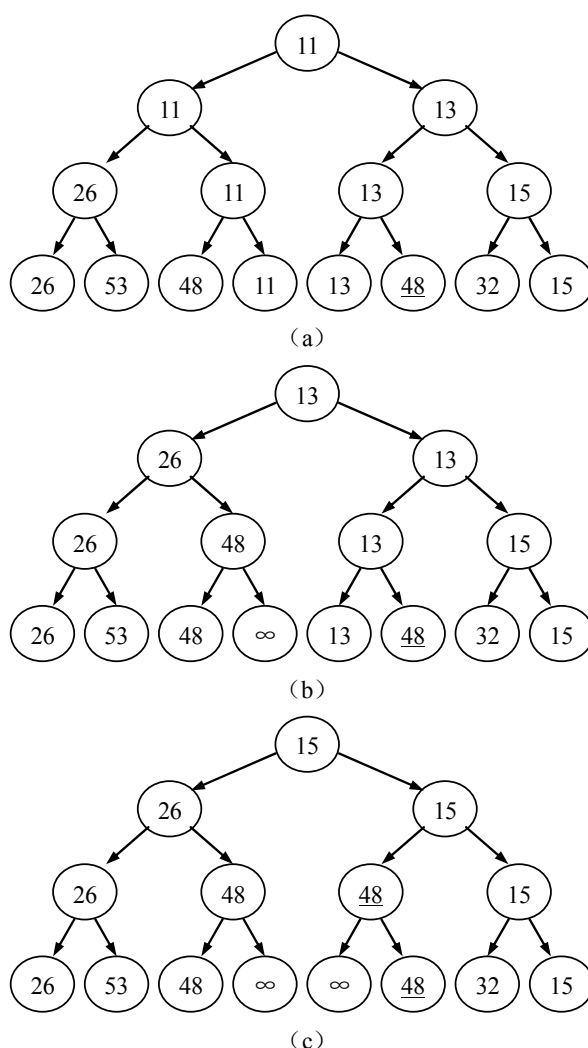 11
11 13
26 11 13 15
26 53 48 11 13 48 32 15
（a）
13
26 13
26 48 13 15
26 53 48 ∞ 13 48 32 15
（b）
15
26 15
26 48 48 15
26 53 48 ∞ ∞ 48 32 15
（c）